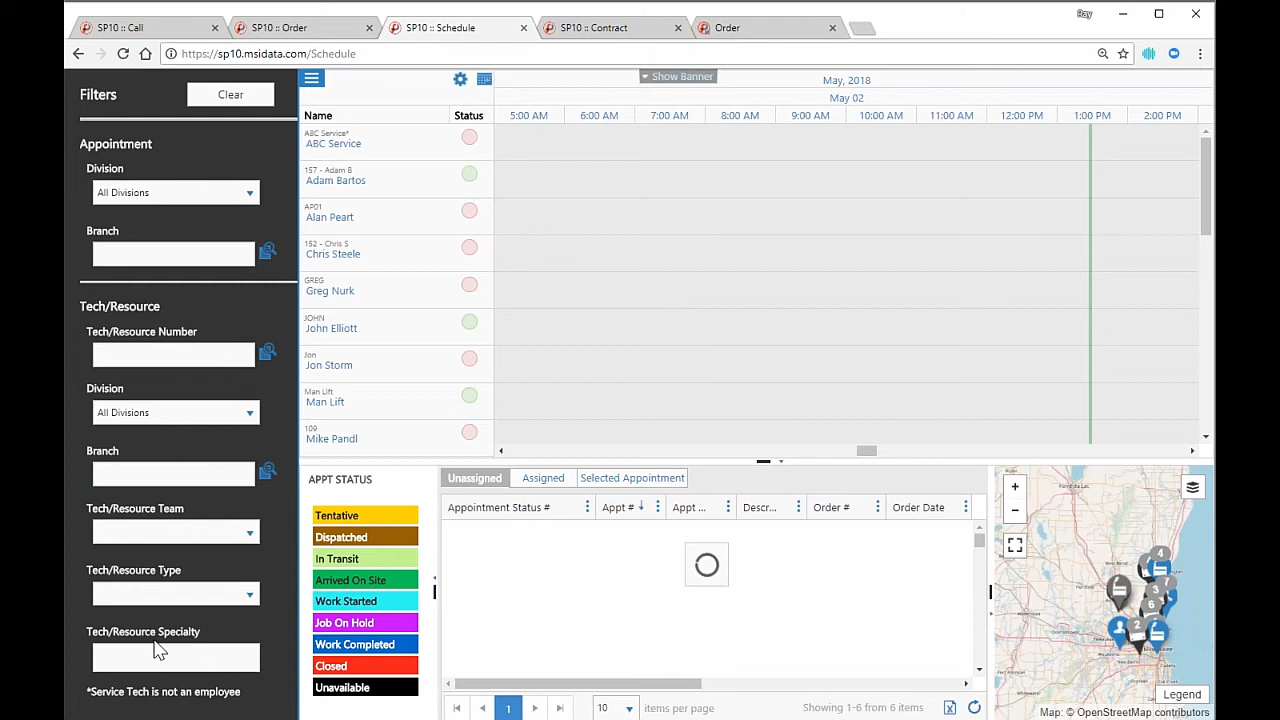 SP10 :: Call
SP10 :: Order
SP10 :: Schedule
SP10 :: Contract
Order
Ray
https://sp10.msidata.com/Schedule
Filters
Clear
Appointment
Division
All Divisions
Branch
Tech/Resource
Tech/Resource Number
Division
All Divisions
Branch
Tech/Resource Team
Tech/Resource Type
Tech/Resource Specialty
*Service Tech is not an employee
Show Banner
May, 2018
May 02
Name
Status
5:00 AM
6:00 AM
7:00 AM
8:00 AM
9:00 AM
10:00 AM
11:00 AM
12:00 PM
1:00 PM
2:00 PM
ABC Service*
ABC Service
157 - Adam B
Adam Bartos
AP01
Alan Peart
152 - Chris S
Chris Steele
GREG
Greg Nurk
JOHN
John Elliott
Jon
Jon Storm
Man Lift
Man Lift
109
Mike Pandl
APPT STATUS
Tentative
Dispatched
In Transit
Arrived On Site
Work Started
Job On Hold
Work Completed
Closed
Unavailable
Unassigned
Assigned
Selected Appointment
Appointment Status #
Appt #
Appt ...
Descr...
Order #
Order Date
1
10
items per page
Showing 1-6 from 6 items
+
−
4
7
3
6
2
Legend
Map: © OpenStreetMap contributors